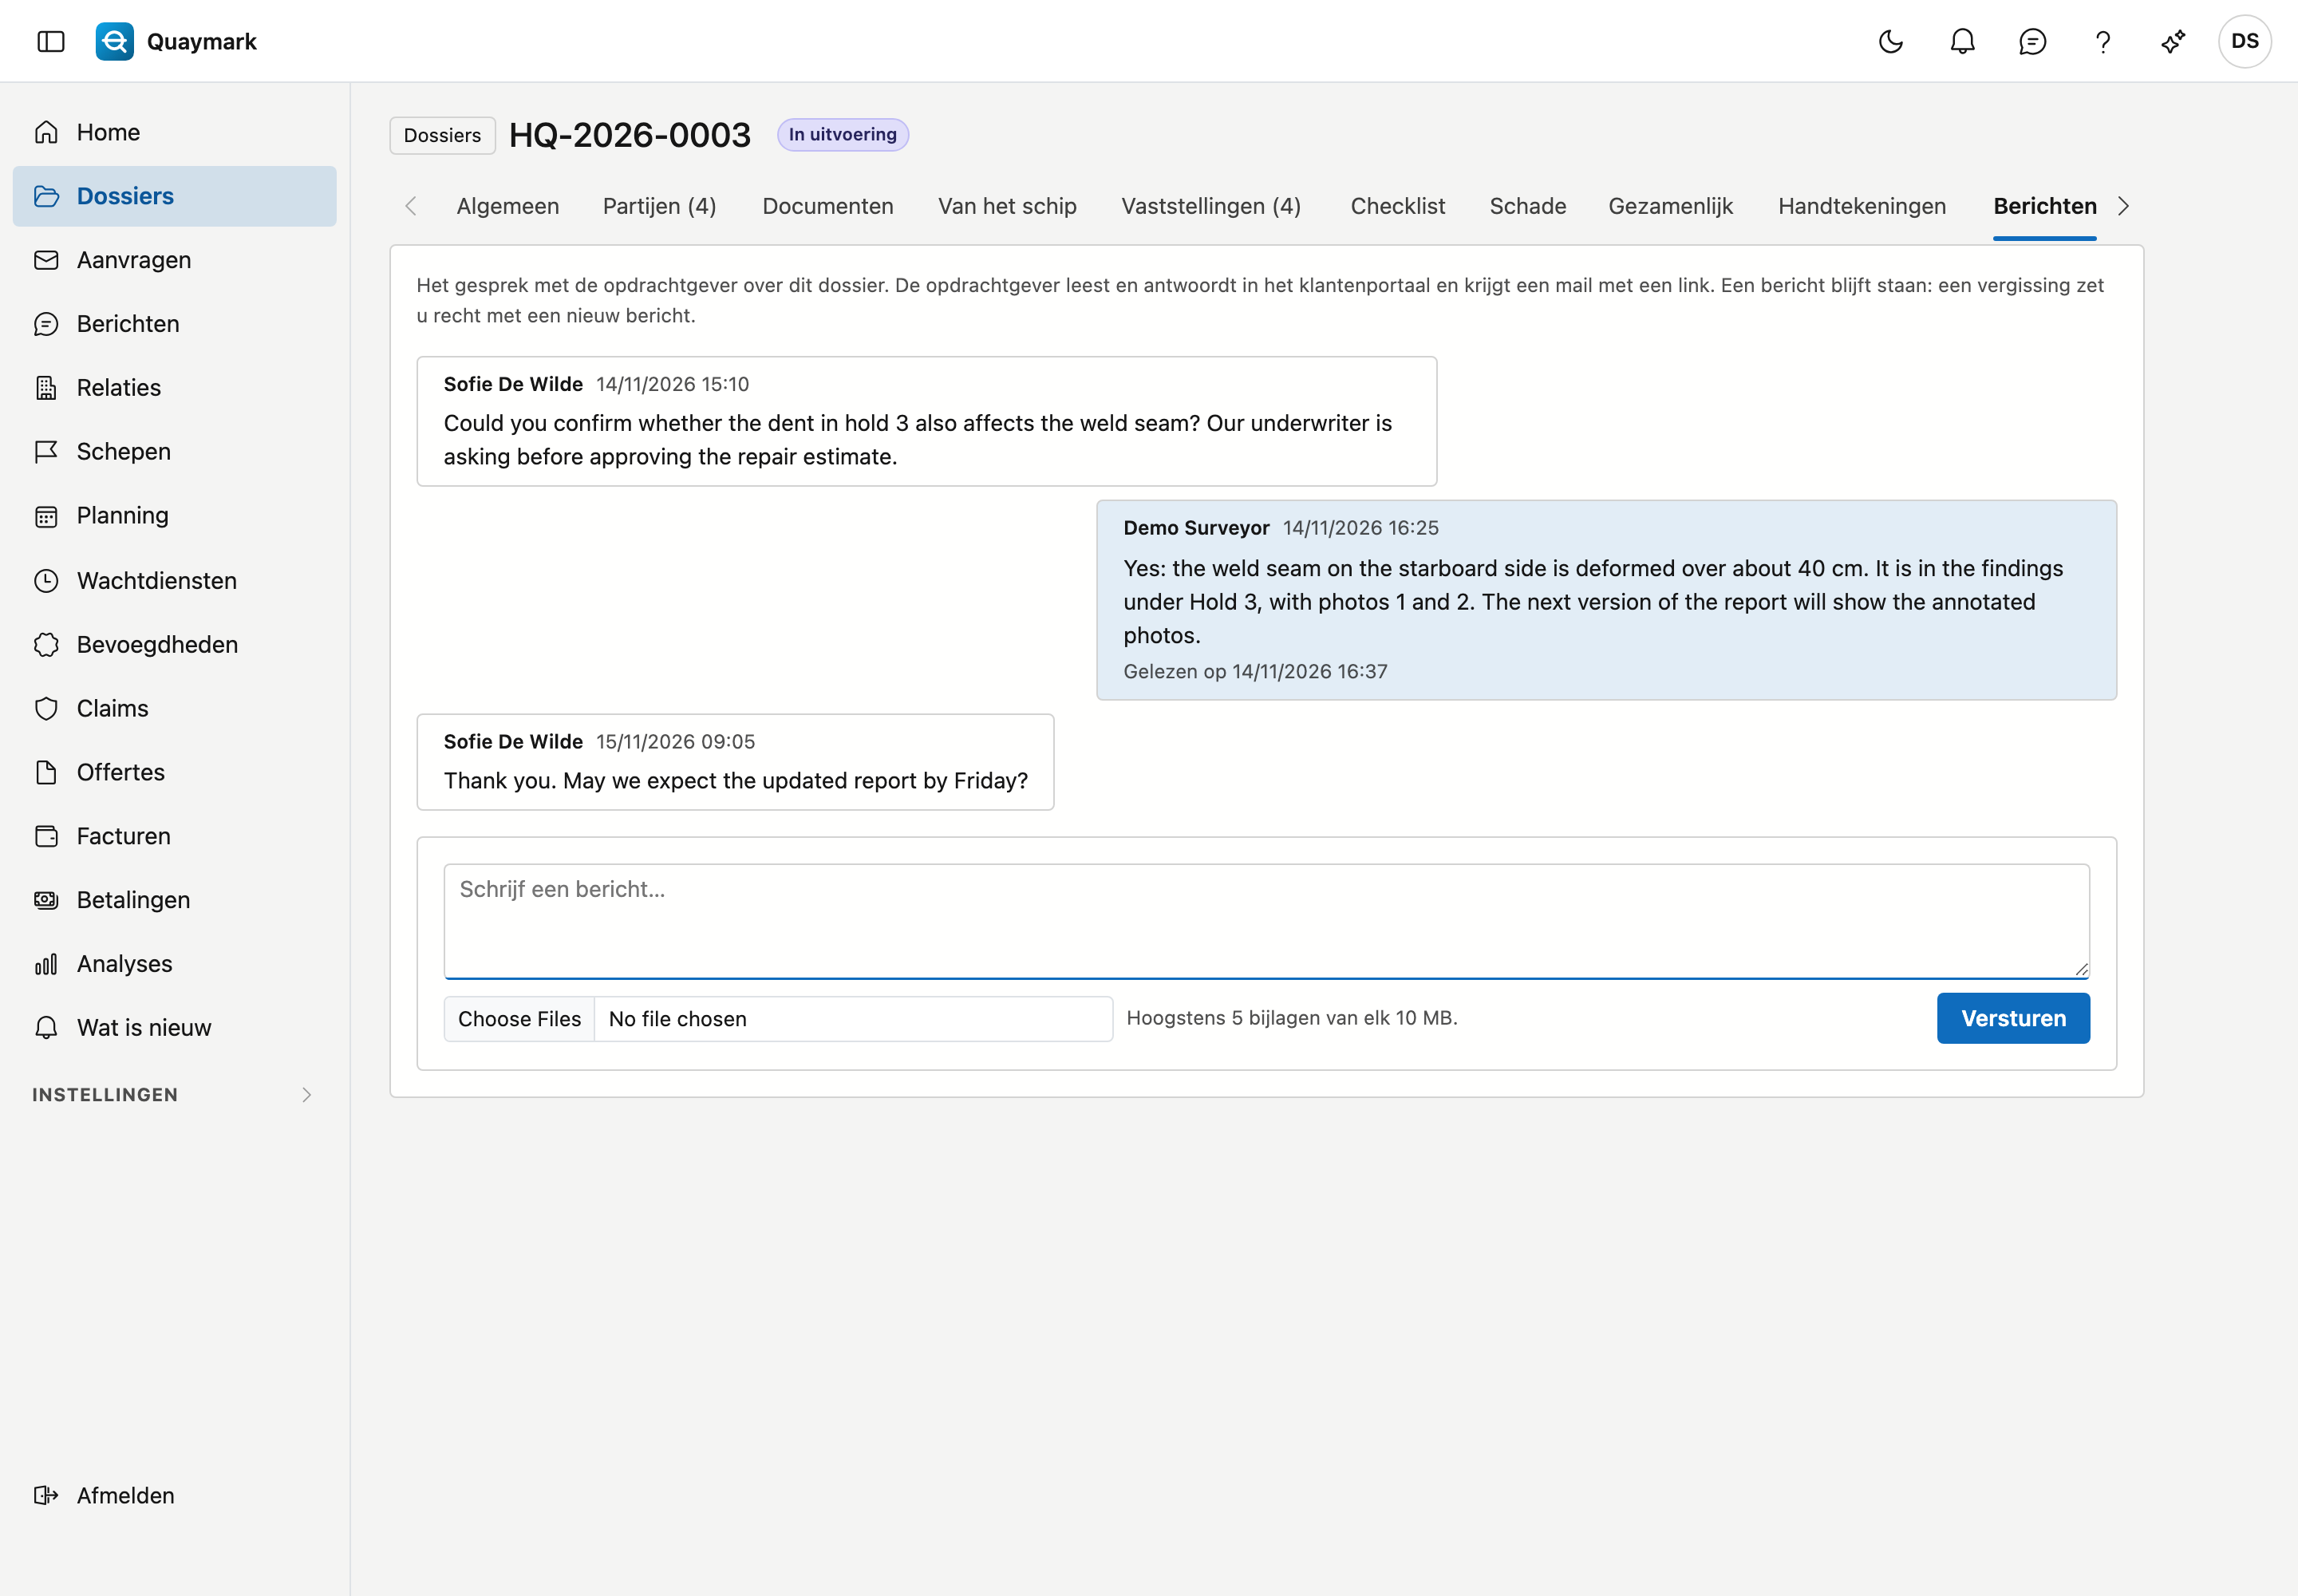 Quaymark
DS
Home
Dossiers
Aanvragen
Berichten
Relaties
Schepen
Planning
Wachtdiensten
Bevoegdheden
Claims
Offertes
Facturen
Betalingen
Analyses
Wat is nieuw
INSTELLINGEN
Afmelden
Dossiers HQ-2026-0003 In uitvoering
Algemeen Partijen (4) Documenten Van het schip Vaststellingen (4) Checklist Schade Gezamenlijk Handtekeningen Berichten
Het gesprek met de opdrachtgever over dit dossier. De opdrachtgever leest en antwoordt in het klantenportaal en krijgt een mail met een link. Een bericht blijft staan: een vergissing zet
u recht met een nieuw bericht.
Sofie De Wilde 14/11/2026 15:10
Could you confirm whether the dent in hold 3 also affects the weld seam? Our underwriter is
asking before approving the repair estimate.
Demo Surveyor 14/11/2026 16:25
Yes: the weld seam on the starboard side is deformed over about 40 cm. It is in the findings
under Hold 3, with photos 1 and 2. The next version of the report will show the annotated
photos.
Gelezen op 14/11/2026 16:37
Sofie De Wilde 15/11/2026 09:05
Thank you. May we expect the updated report by Friday?
Schrijf een bericht...
Choose Files No file chosen Hoogstens 5 bijlagen van elk 10 MB. Versturen